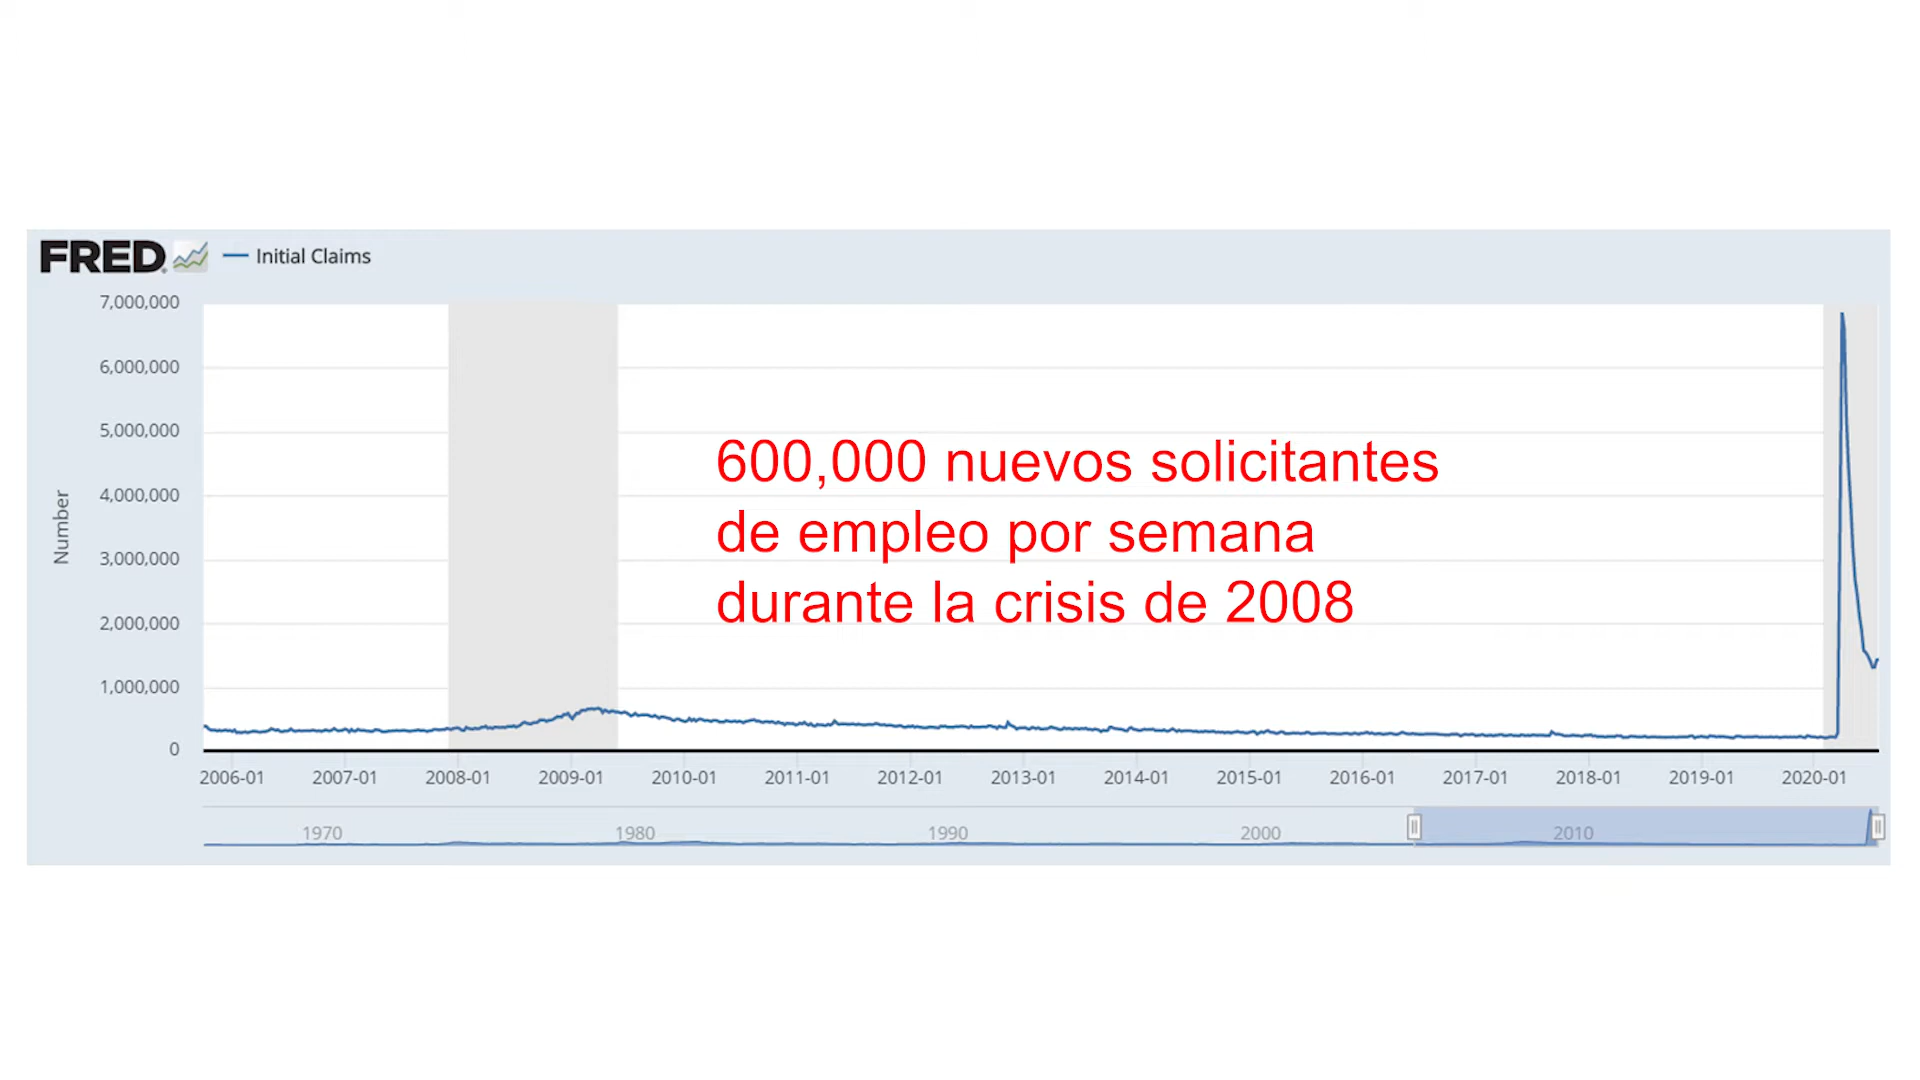 FRED
Initial Claims
7,000,000
6,000,000
5,000,000
4,000,000
3,000,000
2,000,000
1,000,000
0
Number
600,000 nuevos solicitantes
de empleo por semana
durante la crisis de 2008
2006-01 2007-01 2008-01 2009-01 2010-01 2011-01 2012-01 2013-01 2014-01 2015-01 2016-01 2017-01 2018-01 2019-01 2020-01
1970 1980 1990 2000 2010